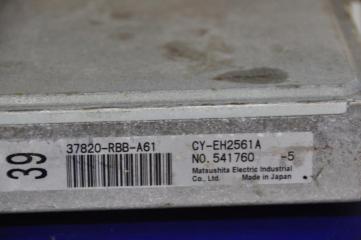 39
37820-RBB-A61 CY-EH2561A
NO. 541760 -5
Matsushita Electric Industrial
Co., Ltd. Made in Japan